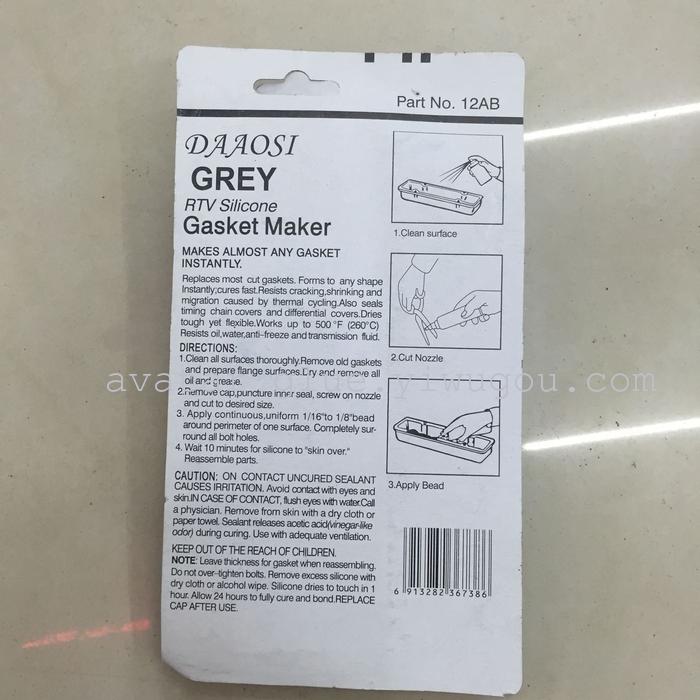 Part No. 12AB
DAAOSI
GREY
RTV Silicone
Gasket Maker
MAKES ALMOST ANY GASKET
INSTANTLY.
Replaces most cut gaskets. Forms to any shape
Instantly;cures fast.Resists cracking,shrinking and
migration caused by thermal cycling.Also seals
timing chain covers and differential covers.Dries
tough yet flexible.Works up to 500 °F (260°C)
Resists oil,water,anti-freeze and transmission fluid.
DIRECTIONS:
1.Clean all surfaces thoroughly.Remove old gaskets
and prepare flange surfaces.Dry and remove all
oil and grease.
2.Remove cap,puncture inner seal, screw on nozzle
and cut to desired size.
3. Apply continuous,uniform 1/16"to 1/8"bead
around perimeter of one surface. Completely sur-
round all bolt holes.
4. Wait 10 minutes for silicone to "skin over."
Reassemble parts.
CAUTION: ON CONTACT UNCURED SEALANT
CAUSES IRRITATION. Avoid contact with eyes and
skin.IN CASE OF CONTACT, flush eyes with water.Call
a physician. Remove from skin with a dry cloth or
paper towel. Sealant releases acetic acid(vinegar-like
odor) during curing. Use with adequate ventilation.
KEEP OUT OF THE REACH OF CHILDREN.
NOTE: Leave thickness for gasket when reassembling.
Do not over-tighten bolts. Remove excess silicone with
dry cloth or alcohol wipe. Silicone dries to touch in 1
hour. Allow 24 hours to fully cure and bond.REPLACE
CAP AFTER USE.
1.Clean surface
2.Cut Nozzle
3.Apply Bead
6 913282 367386
yiwugou.com